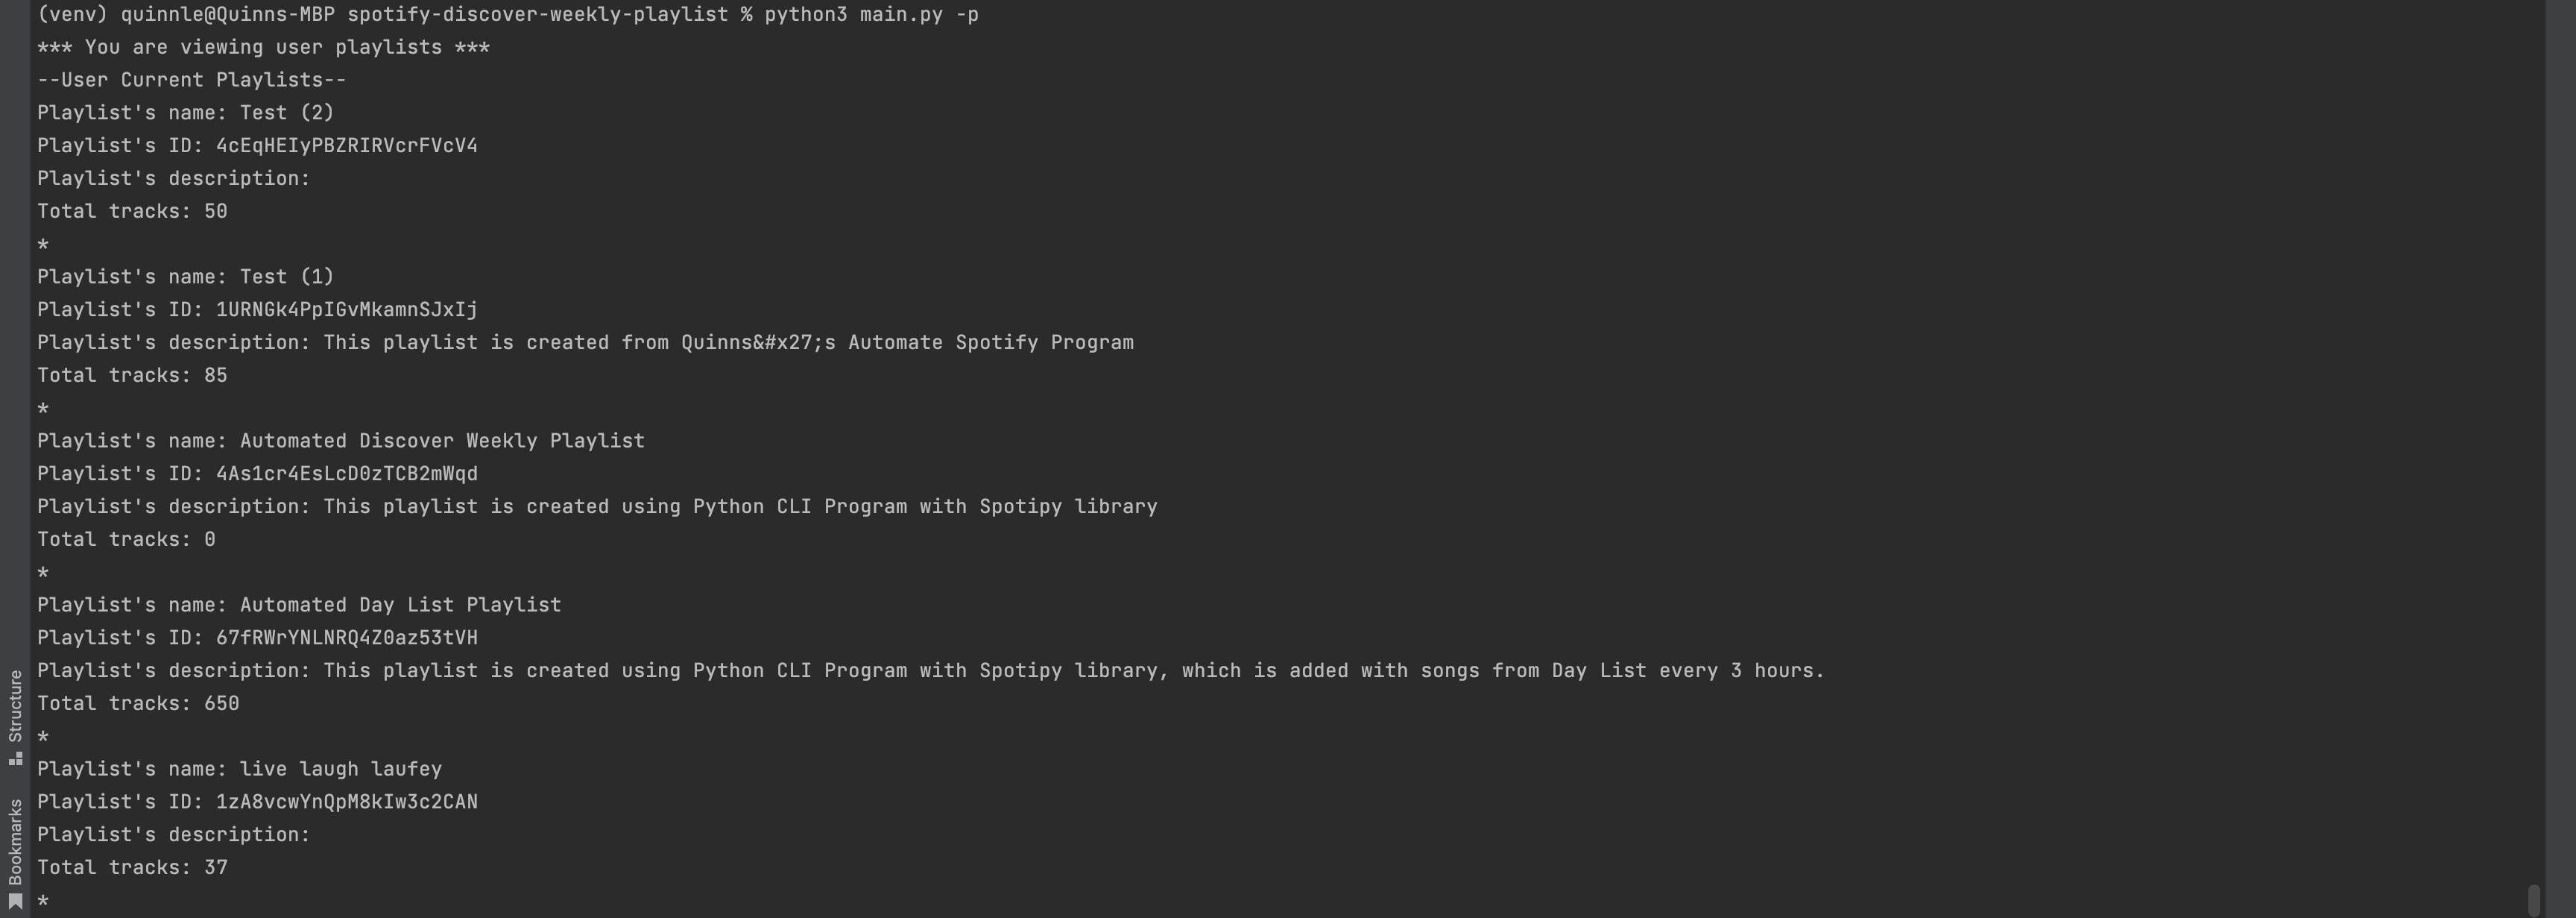 (venv) quinnle@Quinns-MBP spotify-discover-weekly-playlist % python3 main.py -p
*** You are viewing user playlists ***
--User Current Playlists--
Playlist's name: Test (2)
Playlist's ID: 4cEqHEIyPBZRIRVcrFVcV4
Playlist's description:
Total tracks: 50
*
Playlist's name: Test (1)
Playlist's ID: 1URNGk4PpIGvMkamnSJxIj
Playlist's description: This playlist is created from Quinns&#x27;s Automate Spotify Program
Total tracks: 85
*
Playlist's name: Automated Discover Weekly Playlist
Playlist's ID: 4As1cr4EsLcD0zTCB2mWqd
Playlist's description: This playlist is created using Python CLI Program with Spotipy library
Total tracks: 0
*
Playlist's name: Automated Day List Playlist
Playlist's ID: 67fRWrYNLNRQ4Z0az53tVH
Playlist's description: This playlist is created using Python CLI Program with Spotipy library, which is added with songs from Day List every 3 hours.
Total tracks: 650
*
Playlist's name: live laugh laufey
Playlist's ID: 1zA8vcwYnQpM8kIw3c2CAN
Playlist's description:
Total tracks: 37
*
Structure
Bookmarks